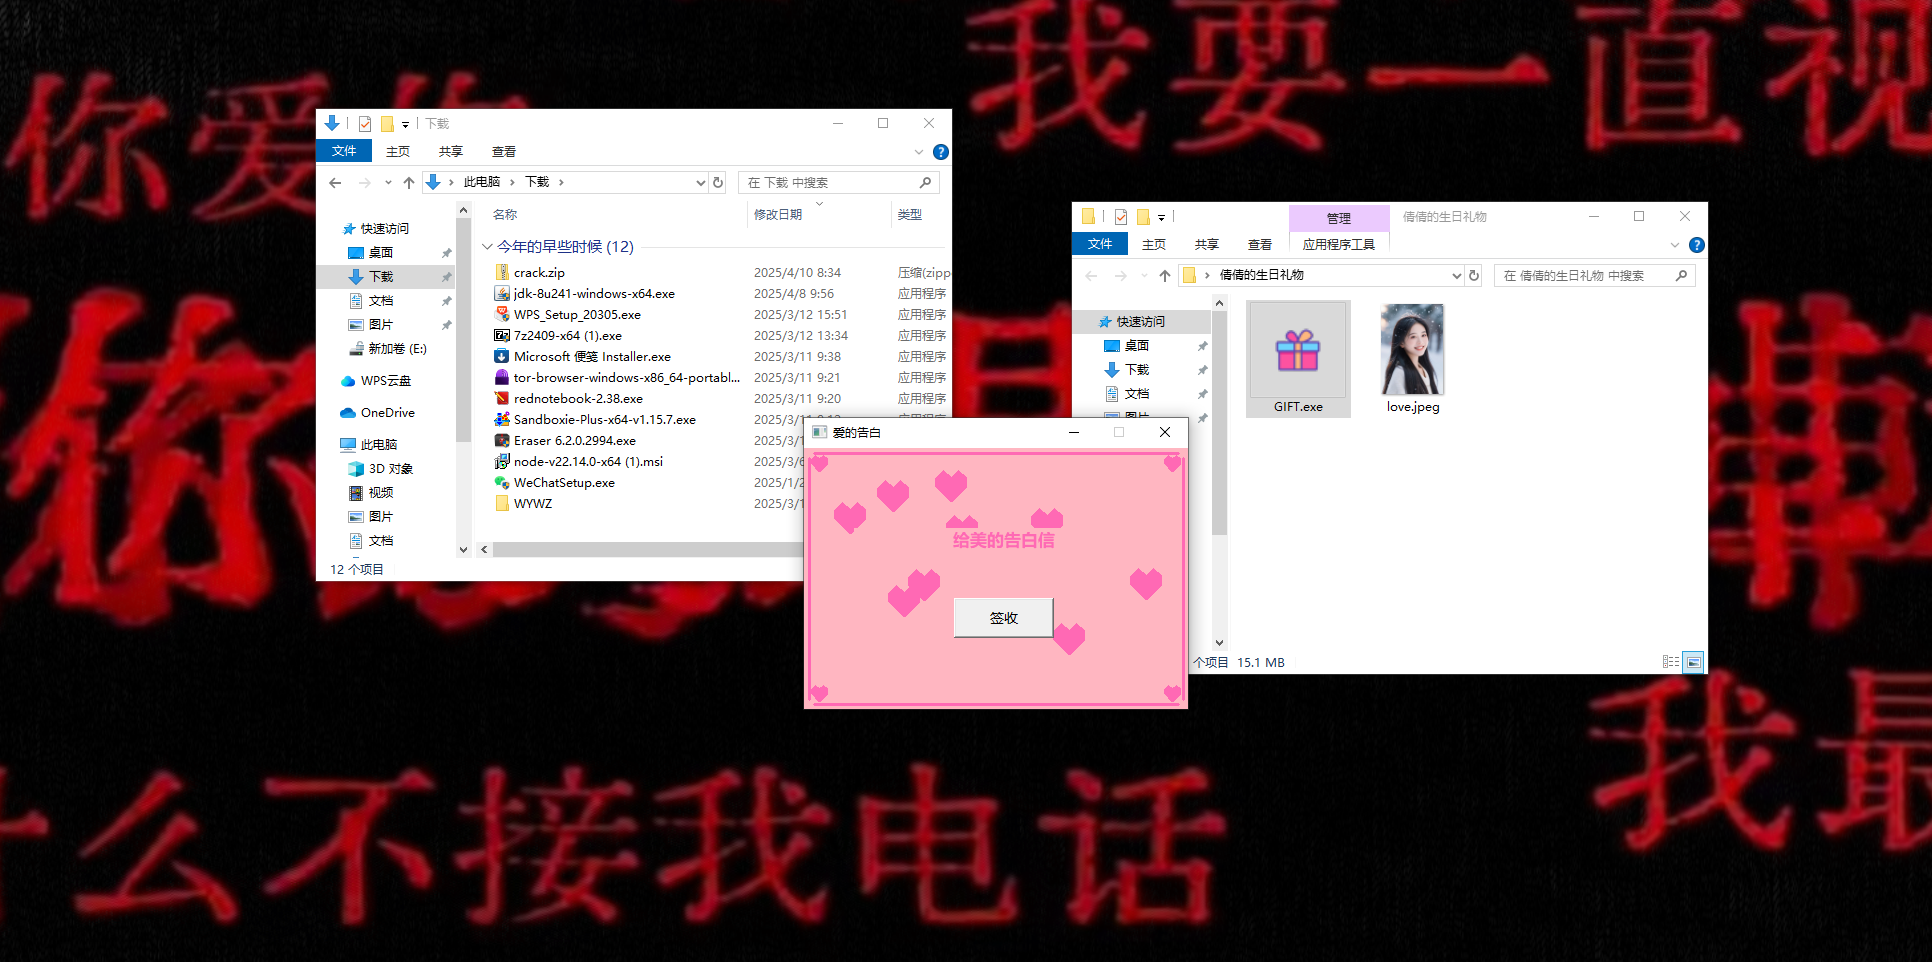 我要一直视
你爱你
下载
文件 主页 共享 查看
此电脑 下载
在 下载 中搜索
名称 修改日期 类型
快速访问
桌面
下载
文档
图片
新加卷 (E:)
WPS云盘
OneDrive
此电脑
3D 对象
视频
图片
文档
今年的早些时候 (12)
crack.zip 2025/4/10 8:34 压缩(zipp
jdk-8u241-windows-x64.exe 2025/4/8 9:56 应用程序
WPS_Setup_20305.exe 2025/3/12 15:51 应用程序
7z2409-x64 (1).exe 2025/3/12 13:34 应用程序
Microsoft 便笺 Installer.exe 2025/3/11 9:38 应用程序
tor-browser-windows-x86_64-portabl... 2025/3/11 9:21 应用程序
rednotebook-2.38.exe 2025/3/11 9:20 应用程序
Sandboxie-Plus-x64-v1.15.7.exe
Eraser 6.2.0.2994.exe 2025/3/1
node-v22.14.0-x64 (1).msi 2025/3/6
WeChatSetup.exe 2025/1/2
WYWZ 2025/3/1
12 个项目
管理 倩倩的生日礼物
文件 主页 共享 查看 应用程序工具
倩倩的生日礼物
在 倩倩的生日礼物 中搜索
快速访问
桌面
下载
文档
图片
GIFT.exe love.jpeg
个项目 15.1 MB
爱的告白
给美的告白信
签收
你
我最
什么不接我电话